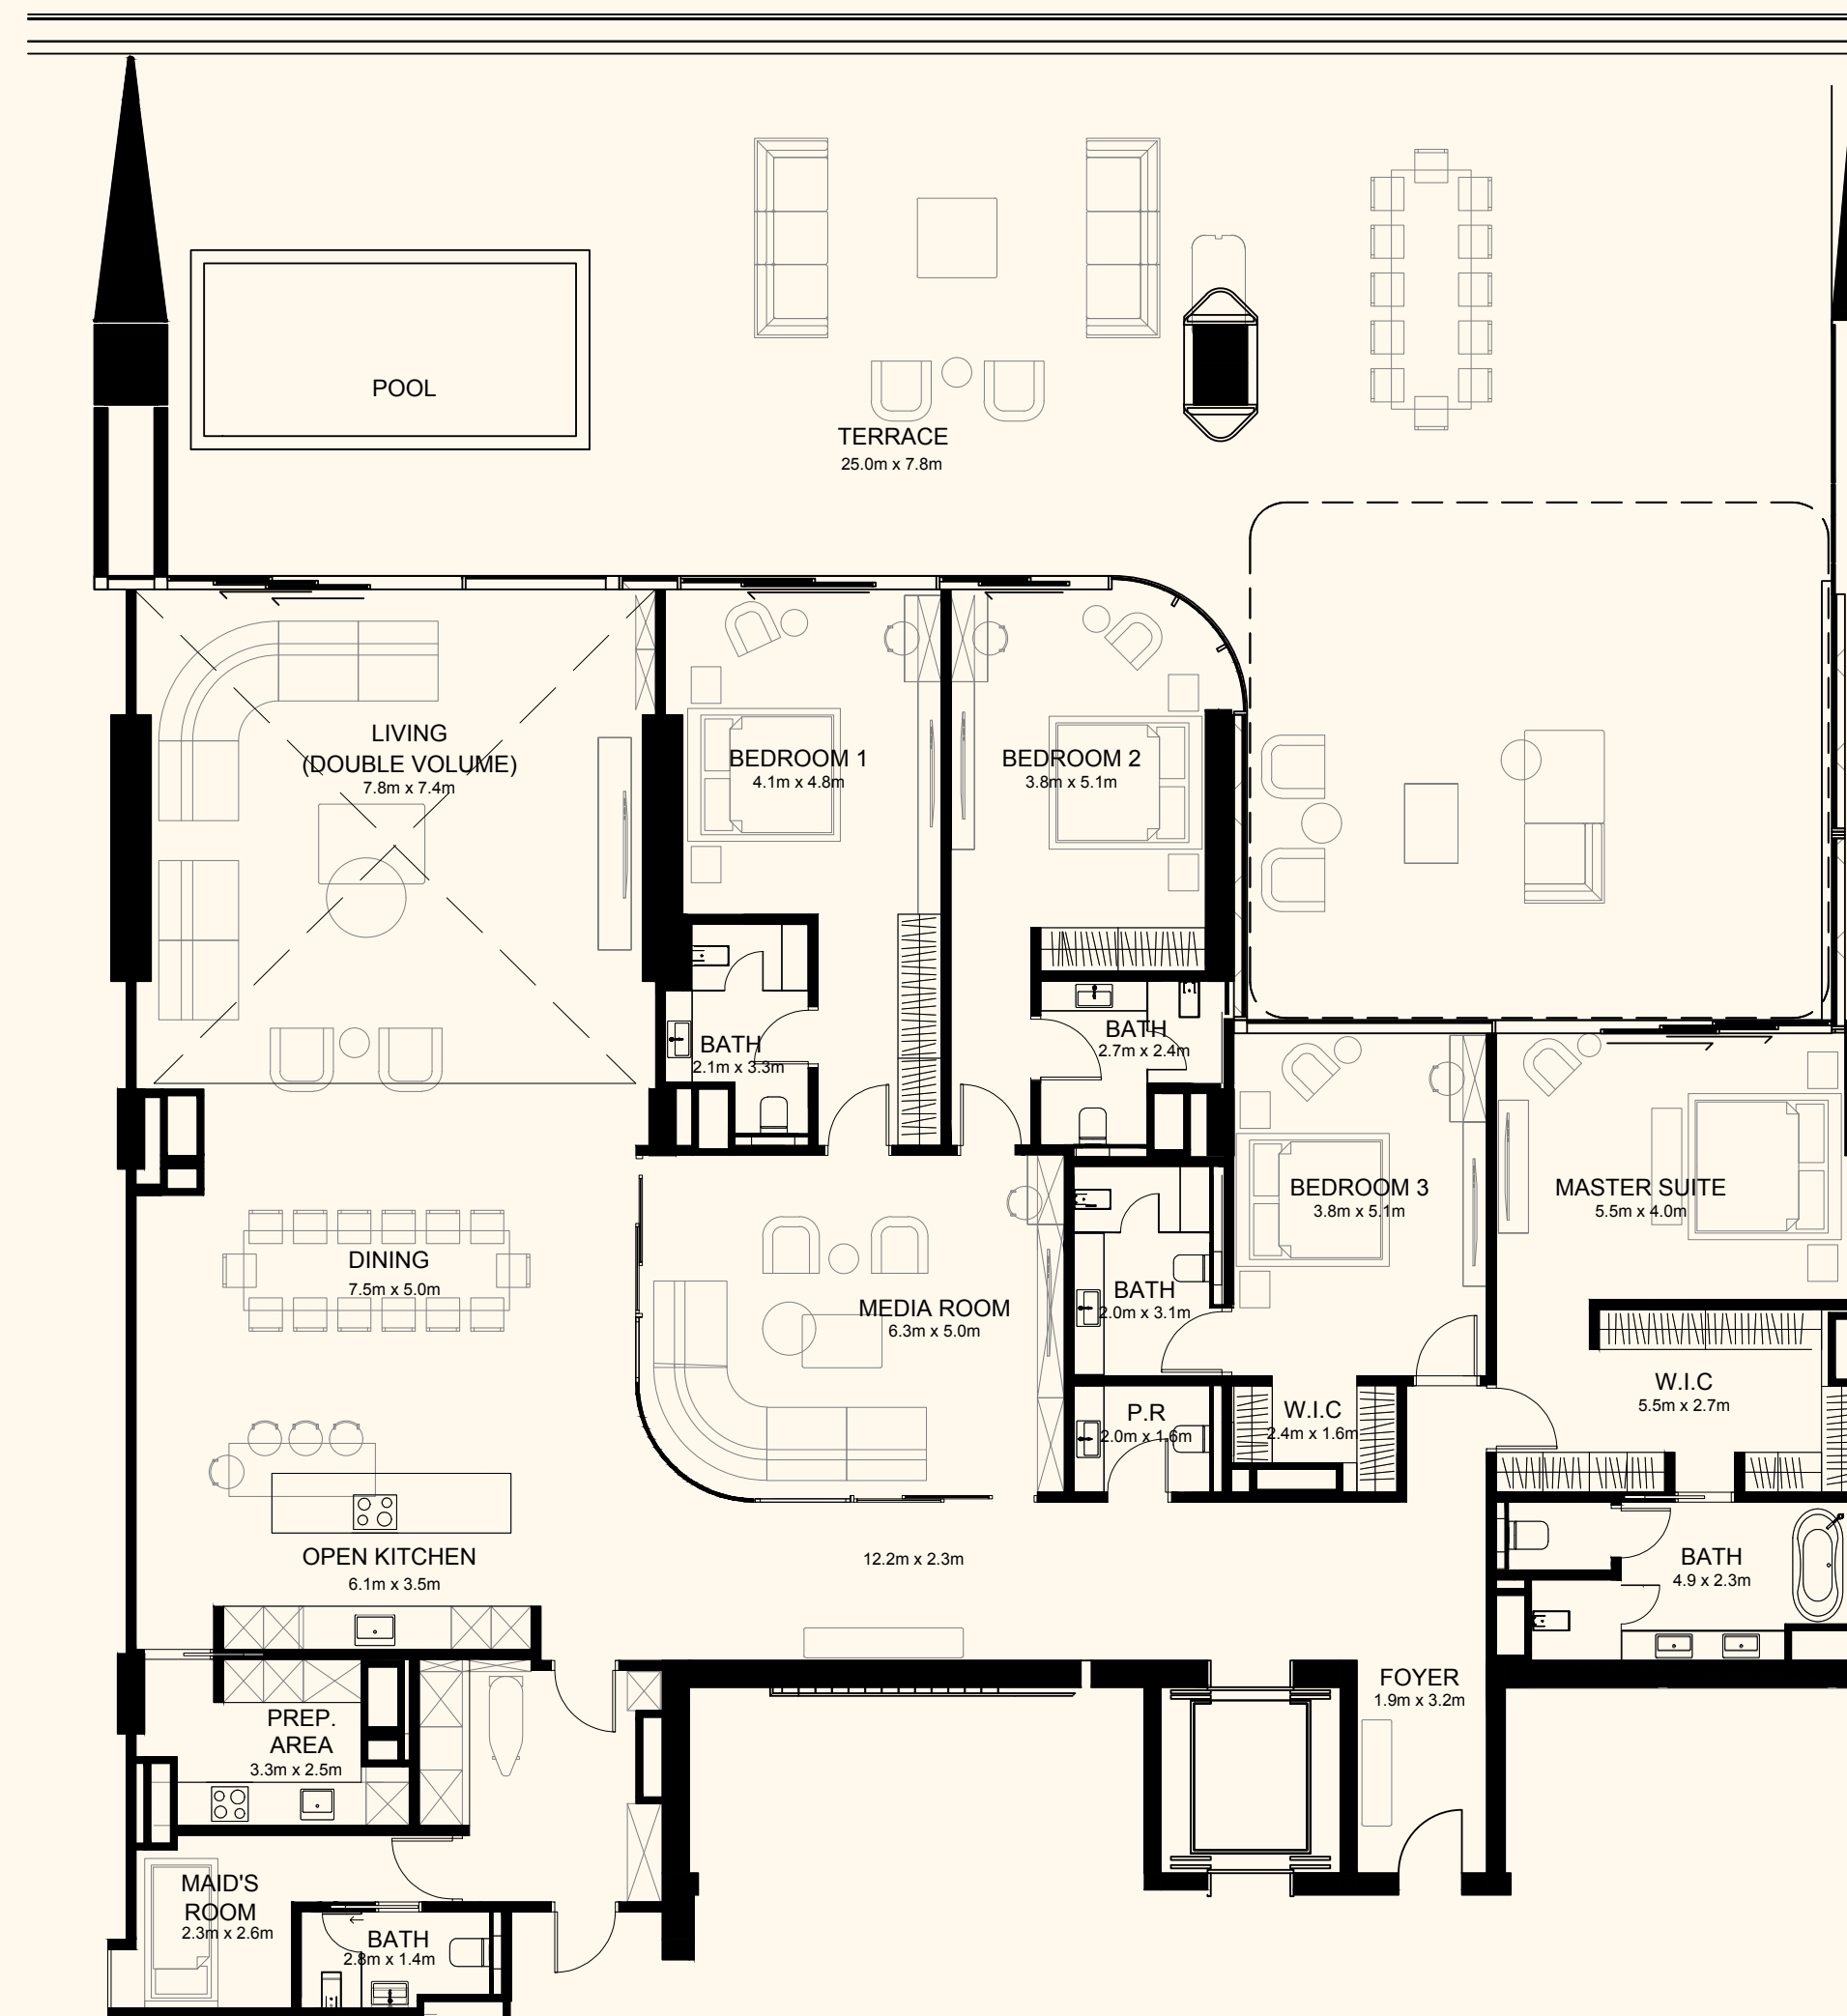 POOL
TERRACE
25.0m x 7.8m
LIVING
(DOUBLE VOLUME)
7.8m x 7.4m
BEDROOM 1
4.1m x 4.8m
BEDROOM 2
3.8m x 5.1m
BATH
2.1m x 3.3m
BATH
2.7m x 2.4m
BEDROOM 3
3.8m x 5.1m
MASTER SUITE
5.5m x 4.0m
DINING
7.5m x 5.0m
MEDIA ROOM
6.3m x 5.0m
BATH
2.0m x 3.1m
P.R
2.0m x 1.6m
W.I.C
2.4m x 1.6m
W.I.C
5.5m x 2.7m
OPEN KITCHEN
6.1m x 3.5m
12.2m x 2.3m
BATH
4.9 x 2.3m
FOYER
1.9m x 3.2m
PREP.
AREA
3.3m x 2.5m
MAID'S
ROOM
2.3m x 2.6m
BATH
2.8m x 1.4m